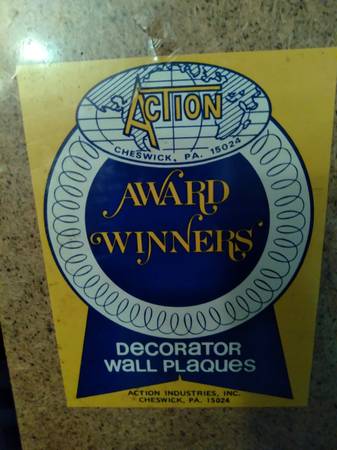 ACTION
CHESWICK, PA. 15024
AWARD
WINNERS
DECORATOR
WALL PLAQUES
ACTION INDUSTRIES, INC.
CHESWICK, PA. 15024